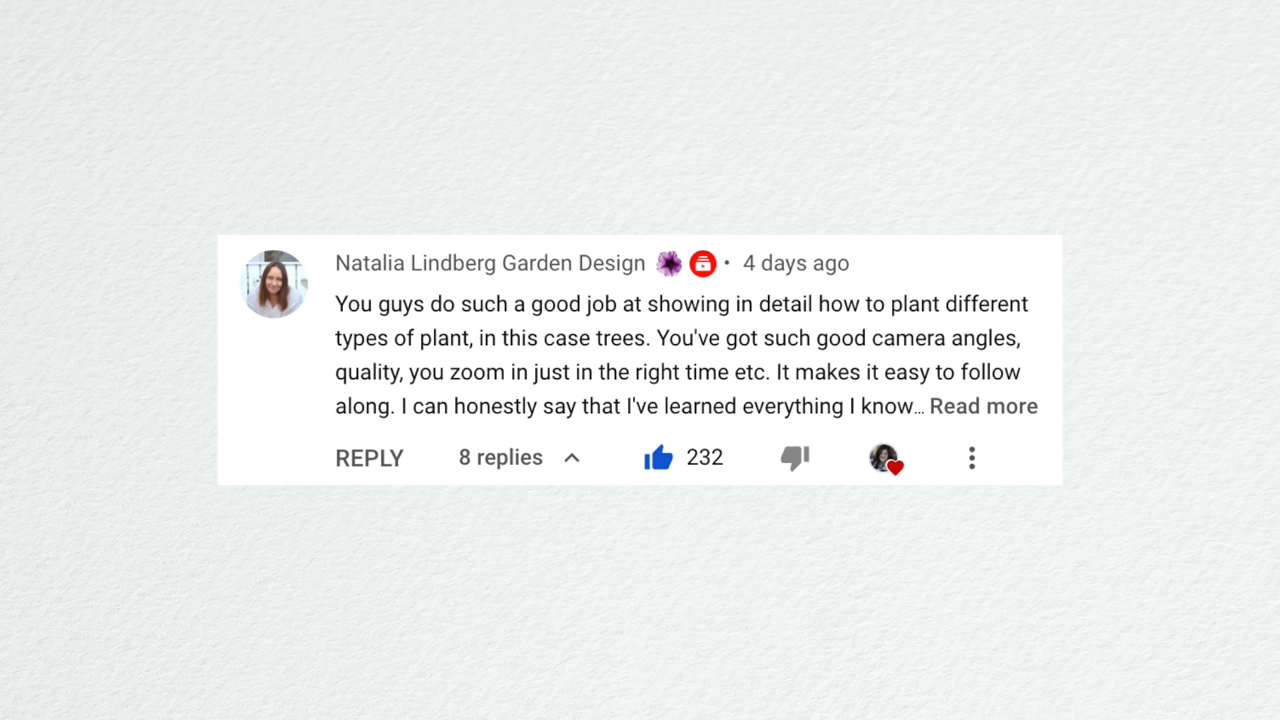 Natalia Lindberg Garden Design • 4 days ago
You guys do such a good job at showing in detail how to plant different
types of plant, in this case trees. You've got such good camera angles,
quality, you zoom in just in the right time etc. It makes it easy to follow
along. I can honestly say that I've learned everything I know... Read more
REPLY 8 replies 232